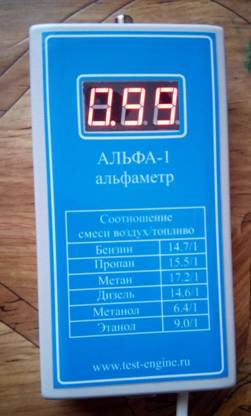 0.99
АЛЬФА-1
альфаметр
Соотношение
смеси воздух/топливо
Бензин 14.7/1
Пропан 15.5/1
Метан 17.2/1
Дизель 14.6/1
Метанол 6.4/1
Этанол 9.0/1
www.test-engine.ru